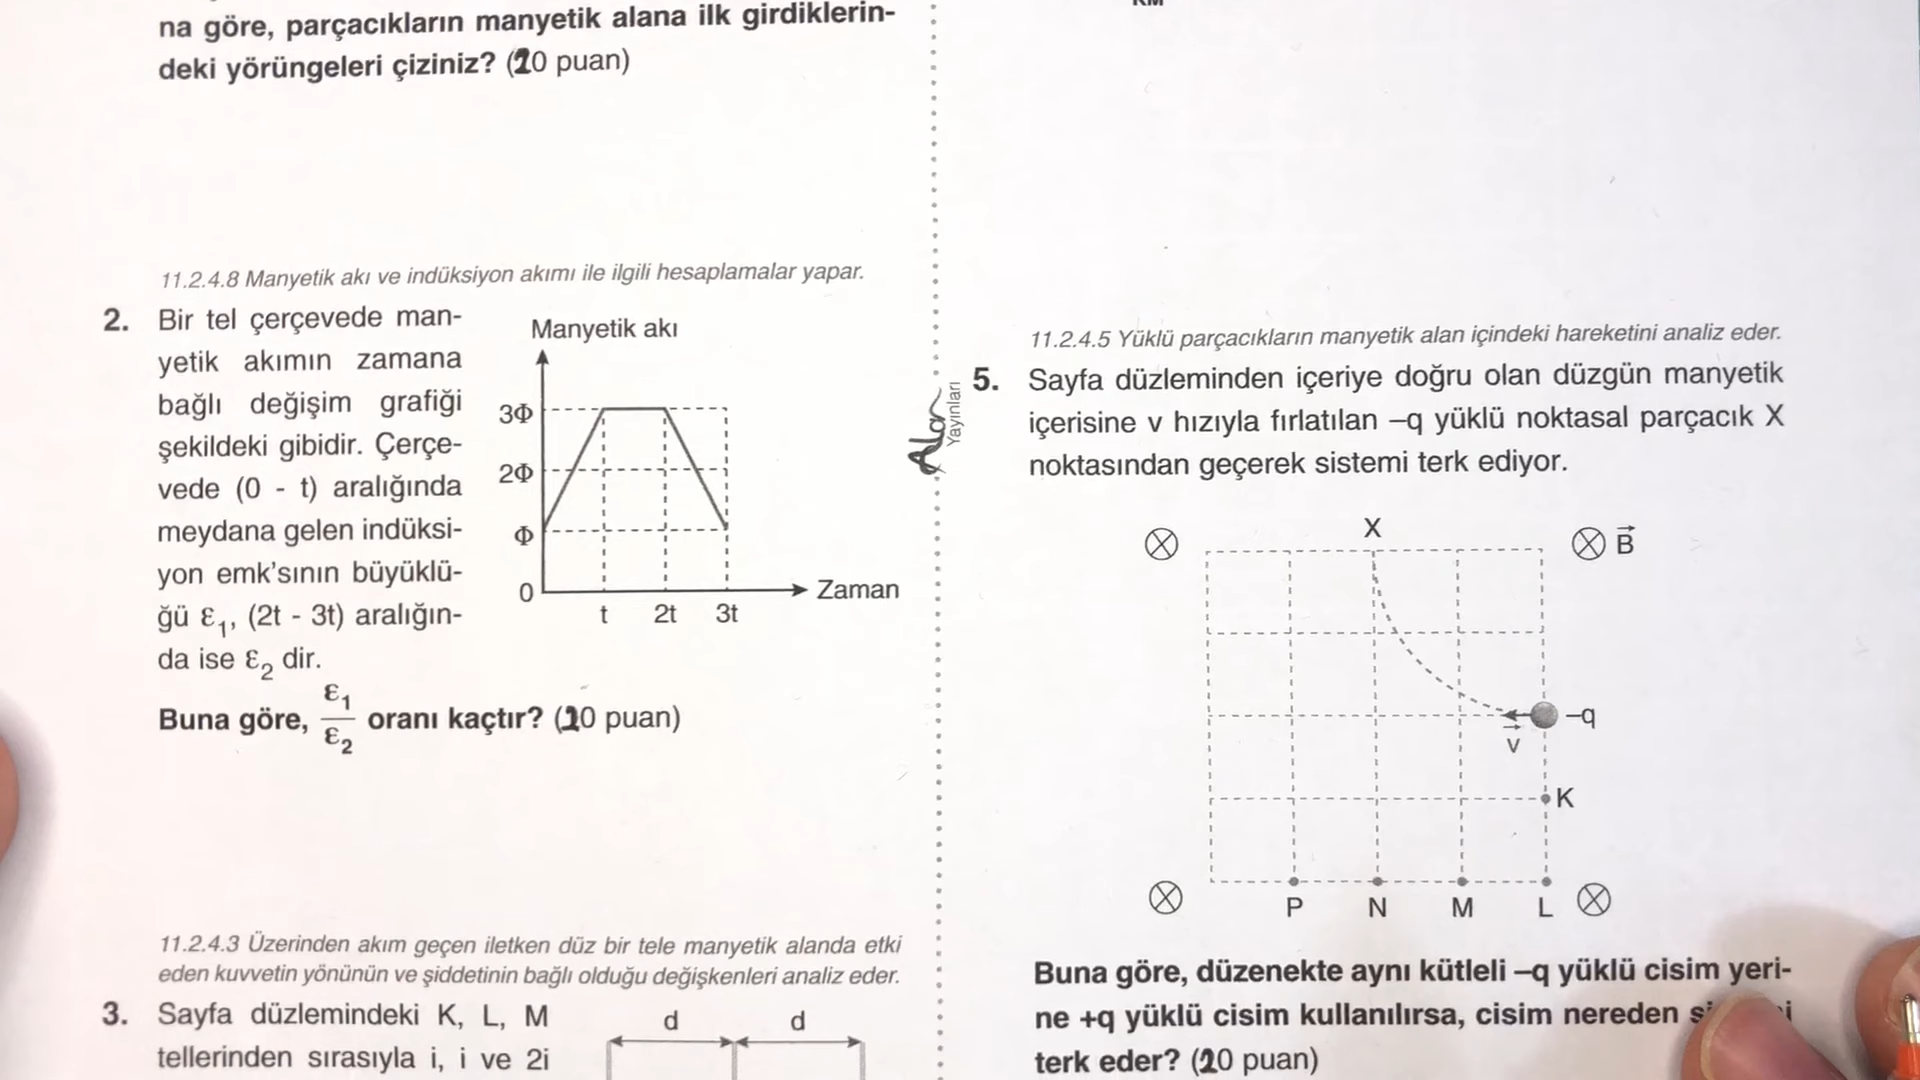 na göre, parçacıkların manyetik alana ilk girdiklerin-
deki yörüngeleri çiziniz? (20 puan)
11.2.4.8 Manyetik akı ve indüksiyon akımı ile ilgili hesaplamalar yapar.
2. Bir tel çerçevede man-
yetik akımın zamana
bağlı değişim grafiği
şekildeki gibidir. Çerçe-
vede (0 - t) aralığında
meydana gelen indüksi-
yon emk'sının büyüklü-
ğü ε1, (2t - 3t) aralığın-
da ise ε2 dir.
Manyetik akı
3Φ
2Φ
Φ
0
t 2t 3t
Zaman
Buna göre, ε1/ε2 oranı kaçtır? (20 puan)
11.2.4.3 Üzerinden akım geçen iletken düz bir tele manyetik alanda etki
eden kuvvetin yönünün ve şiddetinin bağlı olduğu değişkenleri analiz eder.
3. Sayfa düzlemindeki K, L, M
tellerinden sırasıyla i, i ve 2i
d d
Alan
Yayınları
11.2.4.5 Yüklü parçacıkların manyetik alan içindeki hareketini analiz eder.
5. Sayfa düzleminden içeriye doğru olan düzgün manyetik
içerisine v hızıyla fırlatılan –q yüklü noktasal parçacık X
noktasından geçerek sistemi terk ediyor.
X
B
–q
v
K
P N M L
Buna göre, düzenekte aynı kütleli –q yüklü cisim yeri-
ne +q yüklü cisim kullanılırsa, cisim nereden
terk eder? (20 puan)